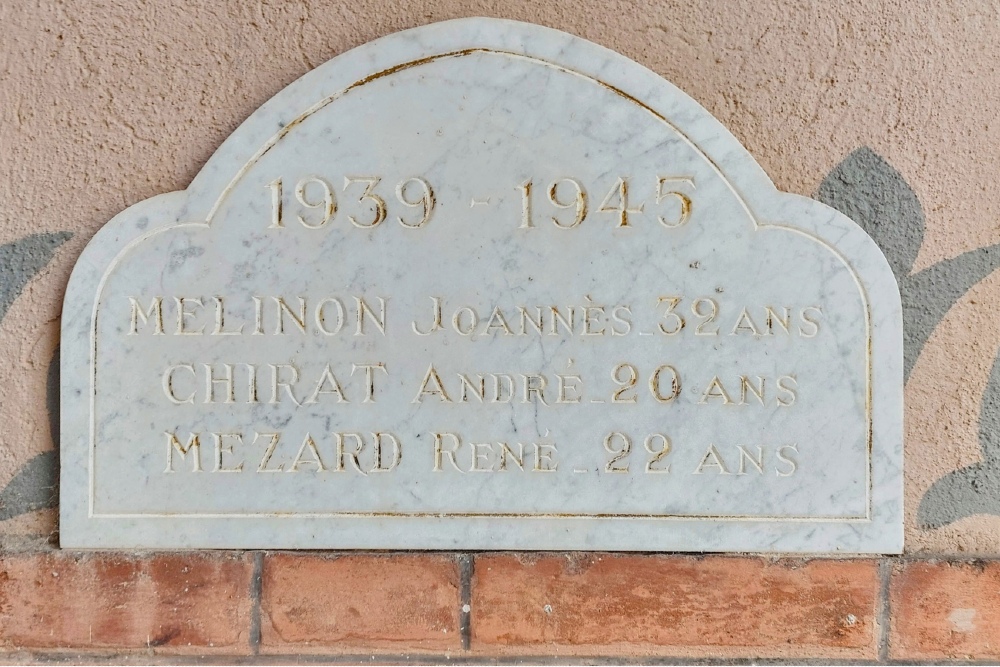 1939 - 1945
MELINON JOANNÈS_32 ANS
CHIRAT ANDRÉ_20 ANS
MEZARD RENÉ_22 ANS